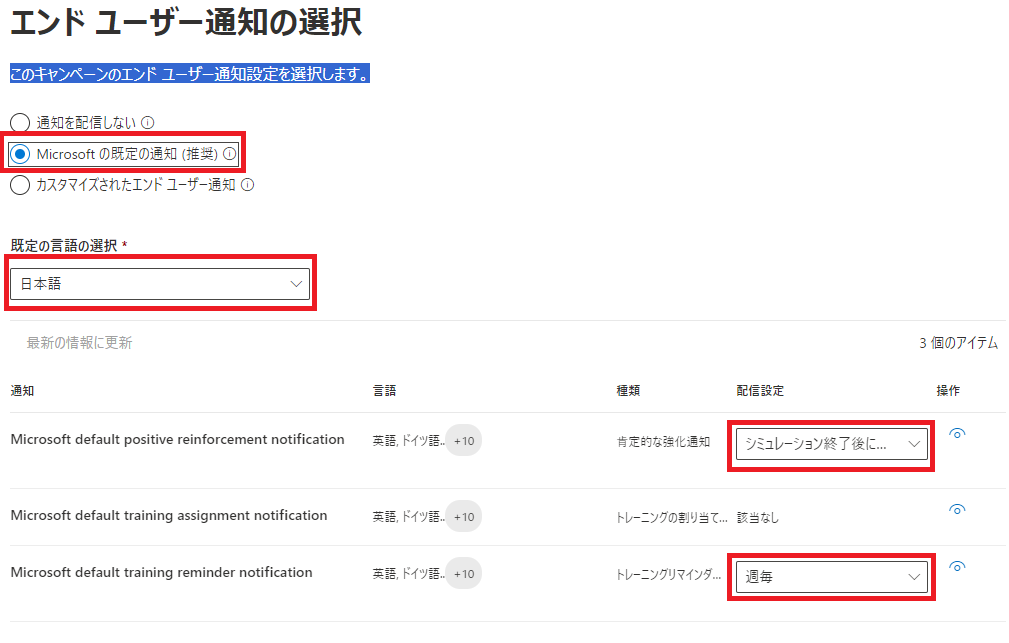 エンド ユーザー通知の選択
このキャンペーンのエンド ユーザー通知設定を選択します。
通知を配信しない
Microsoft の既定の通知 (推奨)
カスタマイズされたエンド ユーザー通知
既定の言語の選択 *
日本語
最新の情報に更新 3 個のアイテム
通知 言語 種類 配信設定 操作
Microsoft default positive reinforcement notification 英語, ドイツ語.. +10 肯定的な強化通知 シミュレーション終了後に...
Microsoft default training assignment notification 英語, ドイツ語.. +10 トレーニングの割り当て... 該当なし
Microsoft default training reminder notification 英語, ドイツ語.. +10 トレーニングリマインダ... 週毎